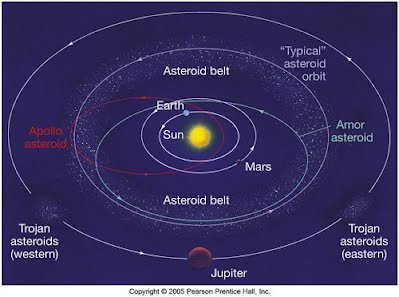 “Typical”
asteroid
orbit
Asteroid belt
Earth
Apollo
asteroid
Sun
Amor
asteroid
Mars
Asteroid belt
Trojan
asteroids
(western)
Trojan
asteroids
(eastern)
Jupiter
Copyright © 2005 Pearson Prentice Hall, Inc.